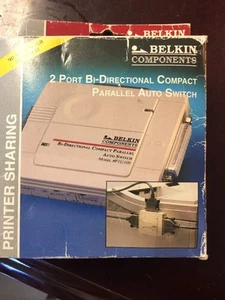 BELKIN
BELKIN
COMPONENTS
2 PORT BI-DIRECTIONAL COMPACT
PARALLEL AUTO SWITCH
PRINTER SHARING
BELKIN
COMPONENTS
BI-DIRECTIONAL COMPACT PARALLEL
AUTO SWITCH